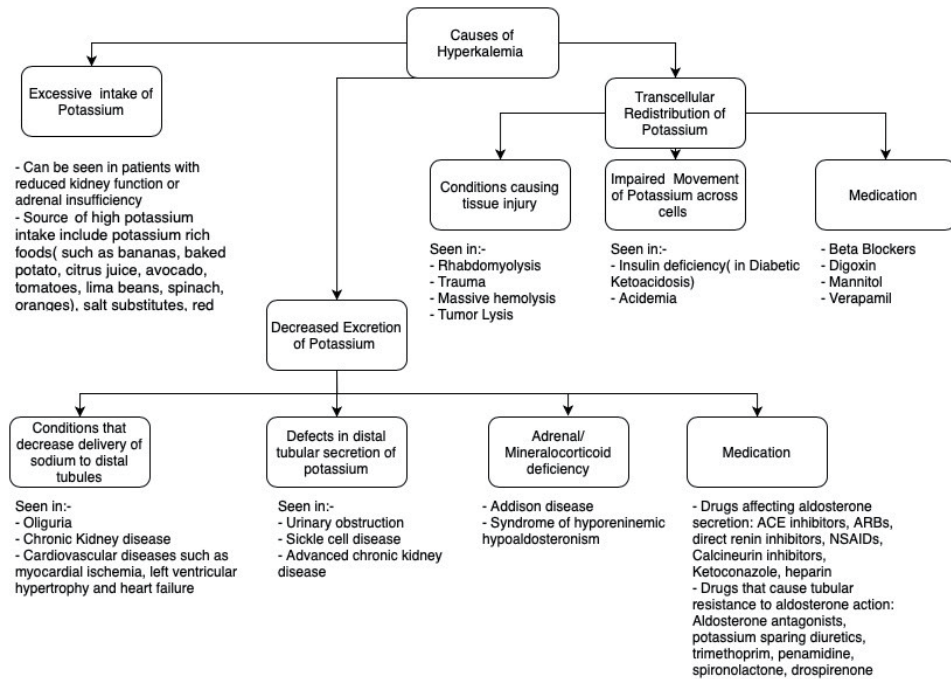 Causes of
Hyperkalemia
Excessive intake of
Potassium
Transcellular
Redistribution of
Potassium
- Can be seen in patients with
reduced kidney function or
adrenal insufficiency
- Source of high potassium
intake include potassium rich
foods( such as bananas, baked
potato, citrus juice, avocado,
tomatoes, lima beans, spinach,
oranges), salt substitutes, red
Conditions causing
tissue injury
Impaired Movement
of Potassium across
cells
Medication
Seen in:-
- Rhabdomyolysis
- Trauma
- Massive hemolysis
- Tumor Lysis
Seen in:-
- Insulin deficiency( in Diabetic
Ketoacidosis)
- Acidemia
- Beta Blockers
- Digoxin
- Mannitol
- Verapamil
Decreased Excretion
of Potassium
Conditions that
decrease delivery of
sodium to distal
tubules
Defects in distal
tubular secretion of
potassium
Adrenal/
Mineralocorticoid
deficiency
Medication
Seen in:-
- Oliguria
- Chronic Kidney disease
- Cardiovascular diseases such as
myocardial ischemia, left ventricular
hypertrophy and heart failure
Seen in:-
- Urinary obstruction
- Sickle cell disease
- Advanced chronic kidney
disease
- Addison disease
- Syndrome of hyporeninemic
hypoaldosteronism
- Drugs affecting aldosterone
secretion: ACE inhibitors, ARBs,
direct renin inhibitors, NSAIDs,
Calcineurin inhibitors,
Ketoconazole, heparin
- Drugs that cause tubular
resistance to aldosterone action:
Aldosterone antagonists,
potassium sparing diuretics,
trimethoprim, penamidine,
spironolactone, drospirenone